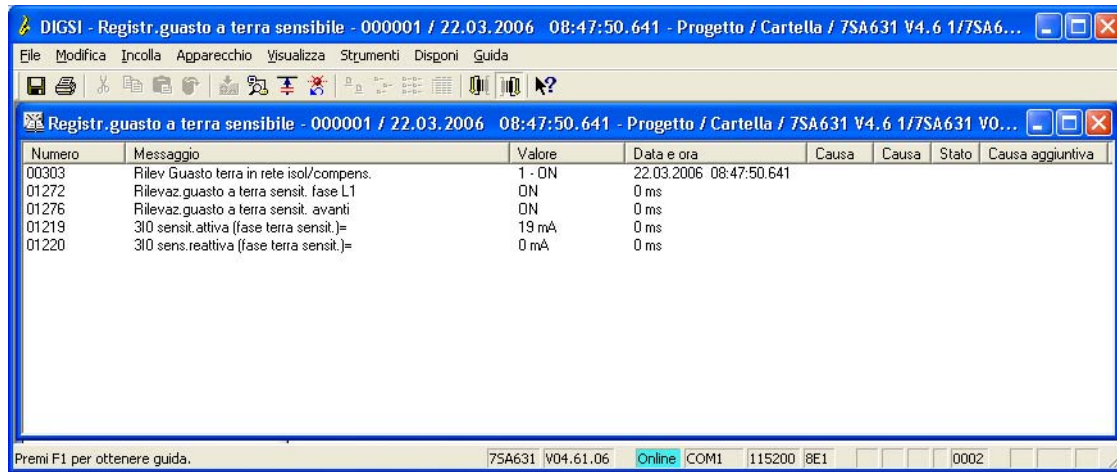 DIGSI - Registr.guasto a terra sensibile - 000001 / 22.03.2006 08:47:50.641 - Progetto / Cartella / 7SA631 V4.6 1/7SA6...
File Modifica Incolla Apparecchio Visualizza Strumenti Disponi Guida
Registr.guasto a terra sensibile - 000001 / 22.03.2006 08:47:50.641 - Progetto / Cartella / 7SA631 V4.6 1/7SA631 V0...
Numero Messaggio Valore Data e ora Causa Causa Stato Causa aggiuntiva
00303 Rilev Guasto terra in rete isol/compens. 1 - ON 22.03.2006 08:47:50.641
01272 Rilevaz.guasto a terra sensit. fase L1 ON 0 ms
01276 Rilevaz.guasto a terra sensit. avanti ON 0 ms
01219 3I0 sensit.attiva (fase terra sensit.)= 19 mA 0 ms
01220 3I0 sens.reattiva (fase terra sensit.)= 0 mA 0 ms
Premi F1 per ottenere guida. 7SA631 V04.61.06 Online COM1 115200 8E1 0002